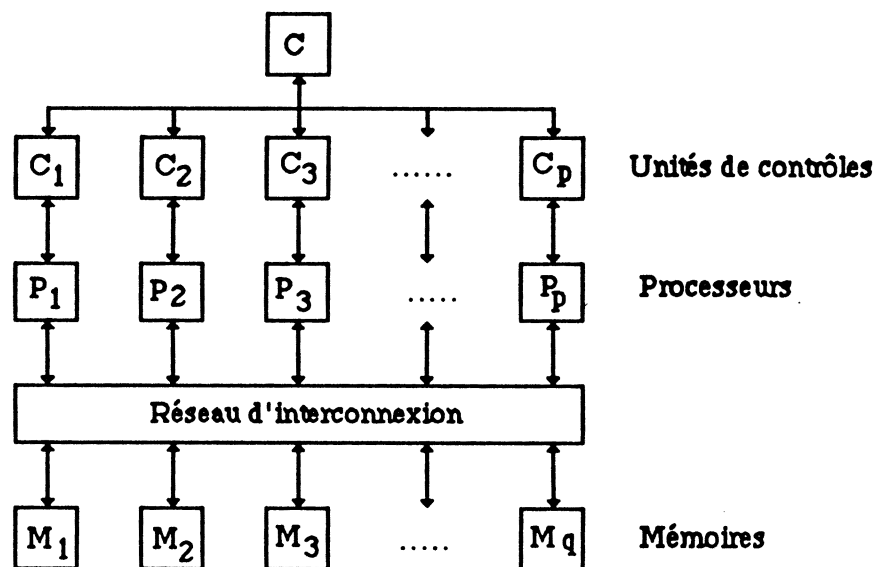 C
C1 C2 C3 ...... Cp Unités de contrôles
P1 P2 P3 ..... Pp Processeurs
Réseau d'interconnexion
M1 M2 M3 ..... Mq Mémoires